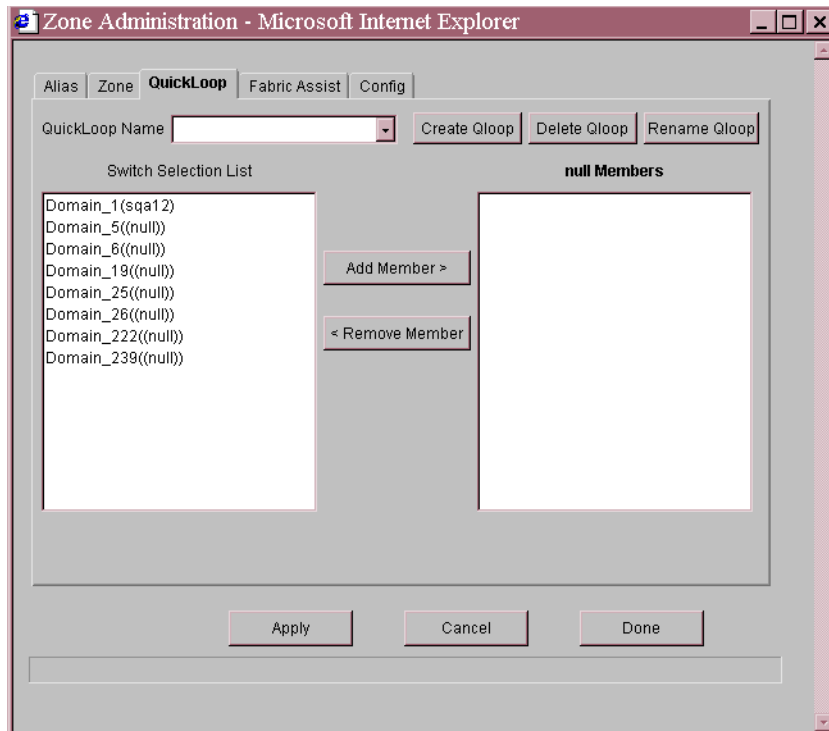 Zone Administration - Microsoft Internet Explorer
Alias Zone QuickLoop Fabric Assist Config
QuickLoop Name Create Qloop Delete Qloop Rename Qloop
Switch Selection List null Members
Domain_1(sqa12)
Domain_5((null))
Domain_6((null))
Domain_19((null))
Add Member >
Domain_25((null))
Domain_26((null))
Domain_222((null))
< Remove Member
Domain_239((null))
Apply Cancel Done